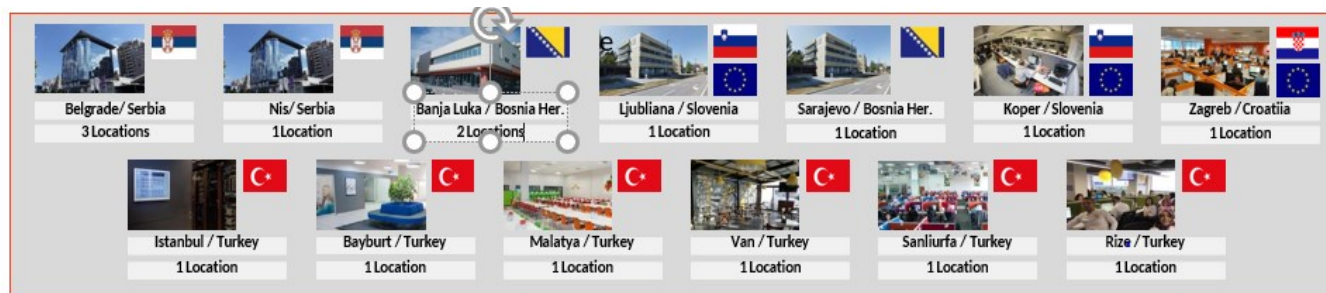 e
Belgrade/ Serbia
3 Locations
Nis/ Serbia
1 Location
Banja Luka / Bosnia Her.
2 Locations
Ljubliana / Slovenia
1 Location
Sarajevo / Bosnia Her.
1 Location
Koper / Slovenia
1 Location
Zagreb / Croatiia
1 Location
Istanbul / Turkey
1 Location
Bayburt / Turkey
1 Location
Malatya / Turkey
1 Location
Van / Turkey
1 Location
Sanliurfa / Turkey
1 Location
Rize / Turkey
1 Location